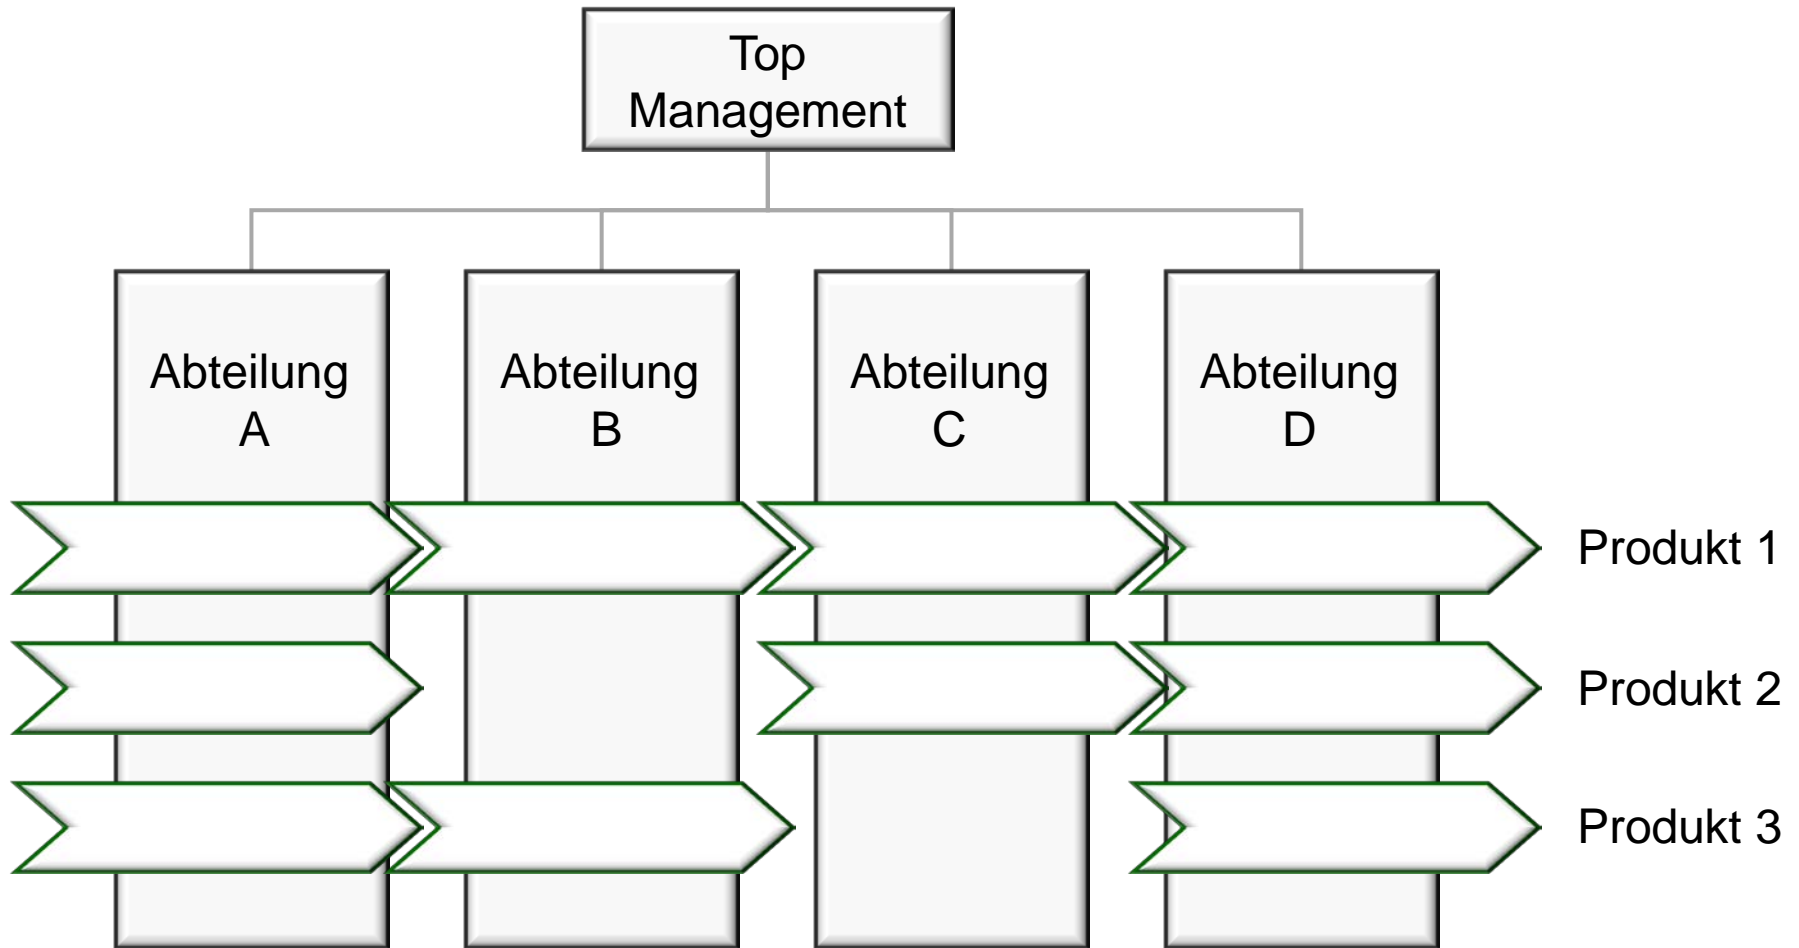 Top
Management
Abteilung
A
Abteilung
B
Abteilung
C
Abteilung
D
Produkt 1
Produkt 2
Produkt 3